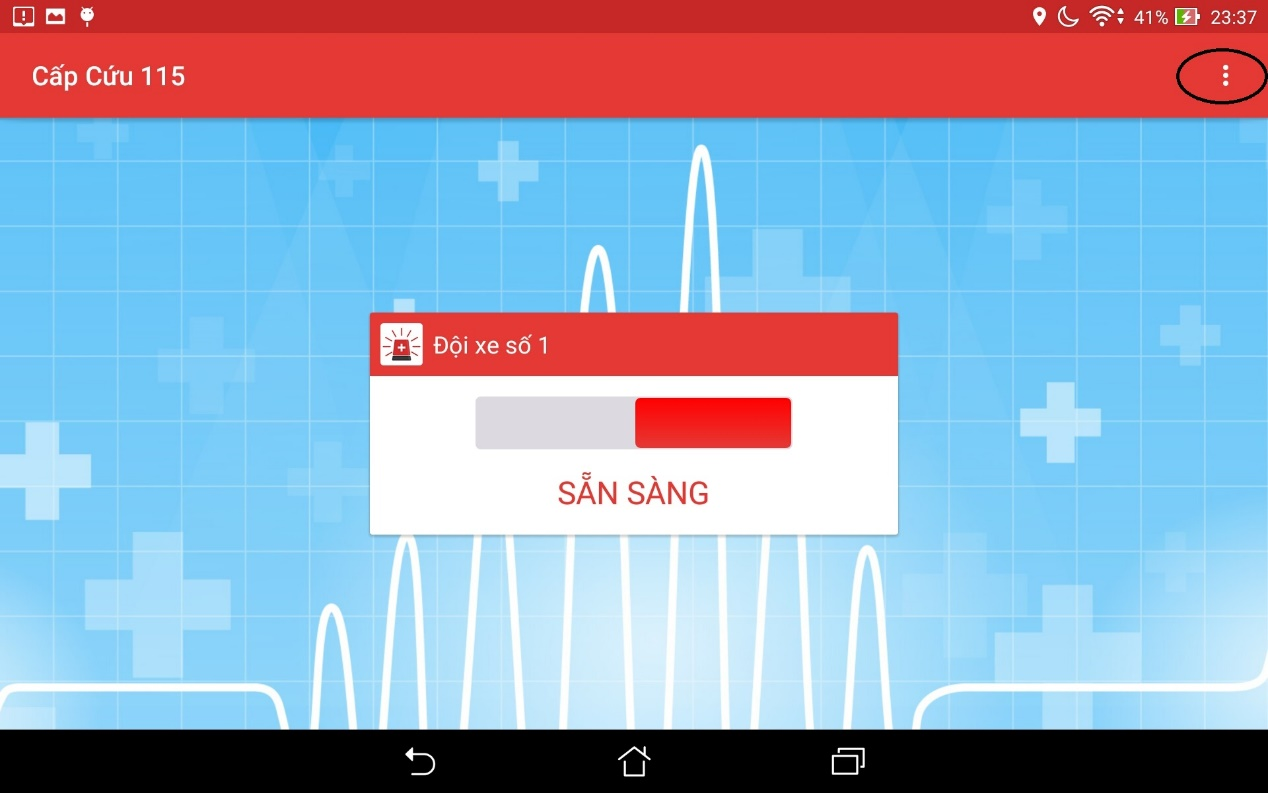 41% 23:37
Cấp Cứu 115
Đội xe số 1
SẴN SÀNG